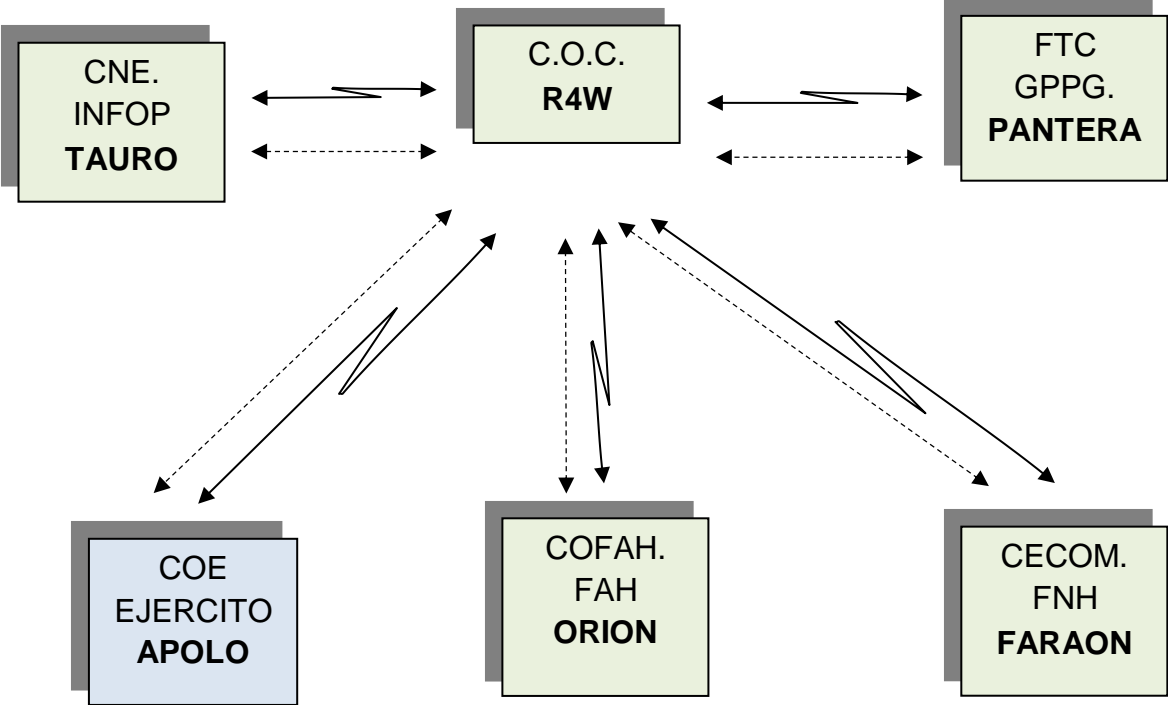 CNE.
INFOP
TAURO
C.O.C.
R4W
FTC
GPPG.
PANTERA
COE
EJERCITO
APOLO
COFAH.
FAH
ORION
CECOM.
FNH
FARAON